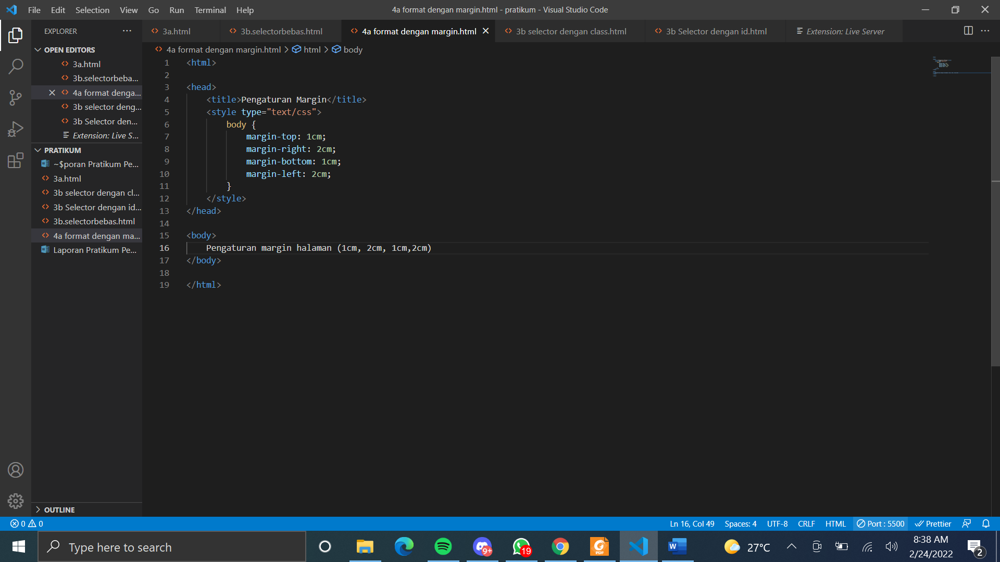 File Edit Selection View Go Run Terminal Help
4a format dengan margin.html - pratikum - Visual Studio Code
EXPLORER
3a.html
3b.selectorbebas.html
4a format dengan margin.html
3b selector dengan class.html
3b Selector dengan id.html
Extension: Live Server
OPEN EDITORS
3a.html
3b.selectorbeba...
4a format denga...
3b selector deng...
3b Selector den...
Extension: Live S...
PRATIKUM
~$poran Pratikum Pe...
3a.html
3b selector dengan cl...
3b Selector dengan id...
3b.selectorbebas.html
4a format dengan ma...
Laporan Pratikum Pe...
OUTLINE
4a format dengan margin.html > html > body
1 <html>
2
3 <head>
4 <title>Pengaturan Margin</title>
5 <style type="text/css">
6 body {
7 margin-top: 1cm;
8 margin-right: 2cm;
9 margin-bottom: 1cm;
10 margin-left: 2cm;
11 }
12 </style>
13 </head>
14
15 <body>
16 Pengaturan margin halaman (1cm, 2cm, 1cm,2cm)
17 </body>
18
19 </html>
0 0
Ln 16, Col 49 Spaces: 4 UTF-8 CRLF HTML Port : 5500 Prettier
Type here to search
9+
19
PDF
W
27°C
8:38 AM
2/24/2022
2